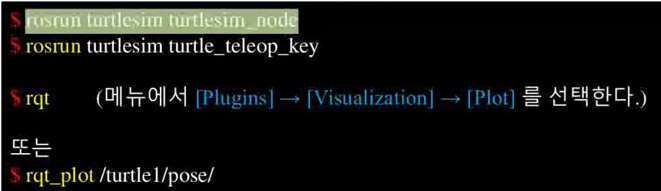 $ rosrun turtlesim turtlesim_node
$ rosrun turtlesim turtle_teleop_key
$ rqt (메뉴에서 [Plugins] → [Visualization] → [Plot] 를 선택한다.)
또는
$ rqt_plot /turtle1/pose/